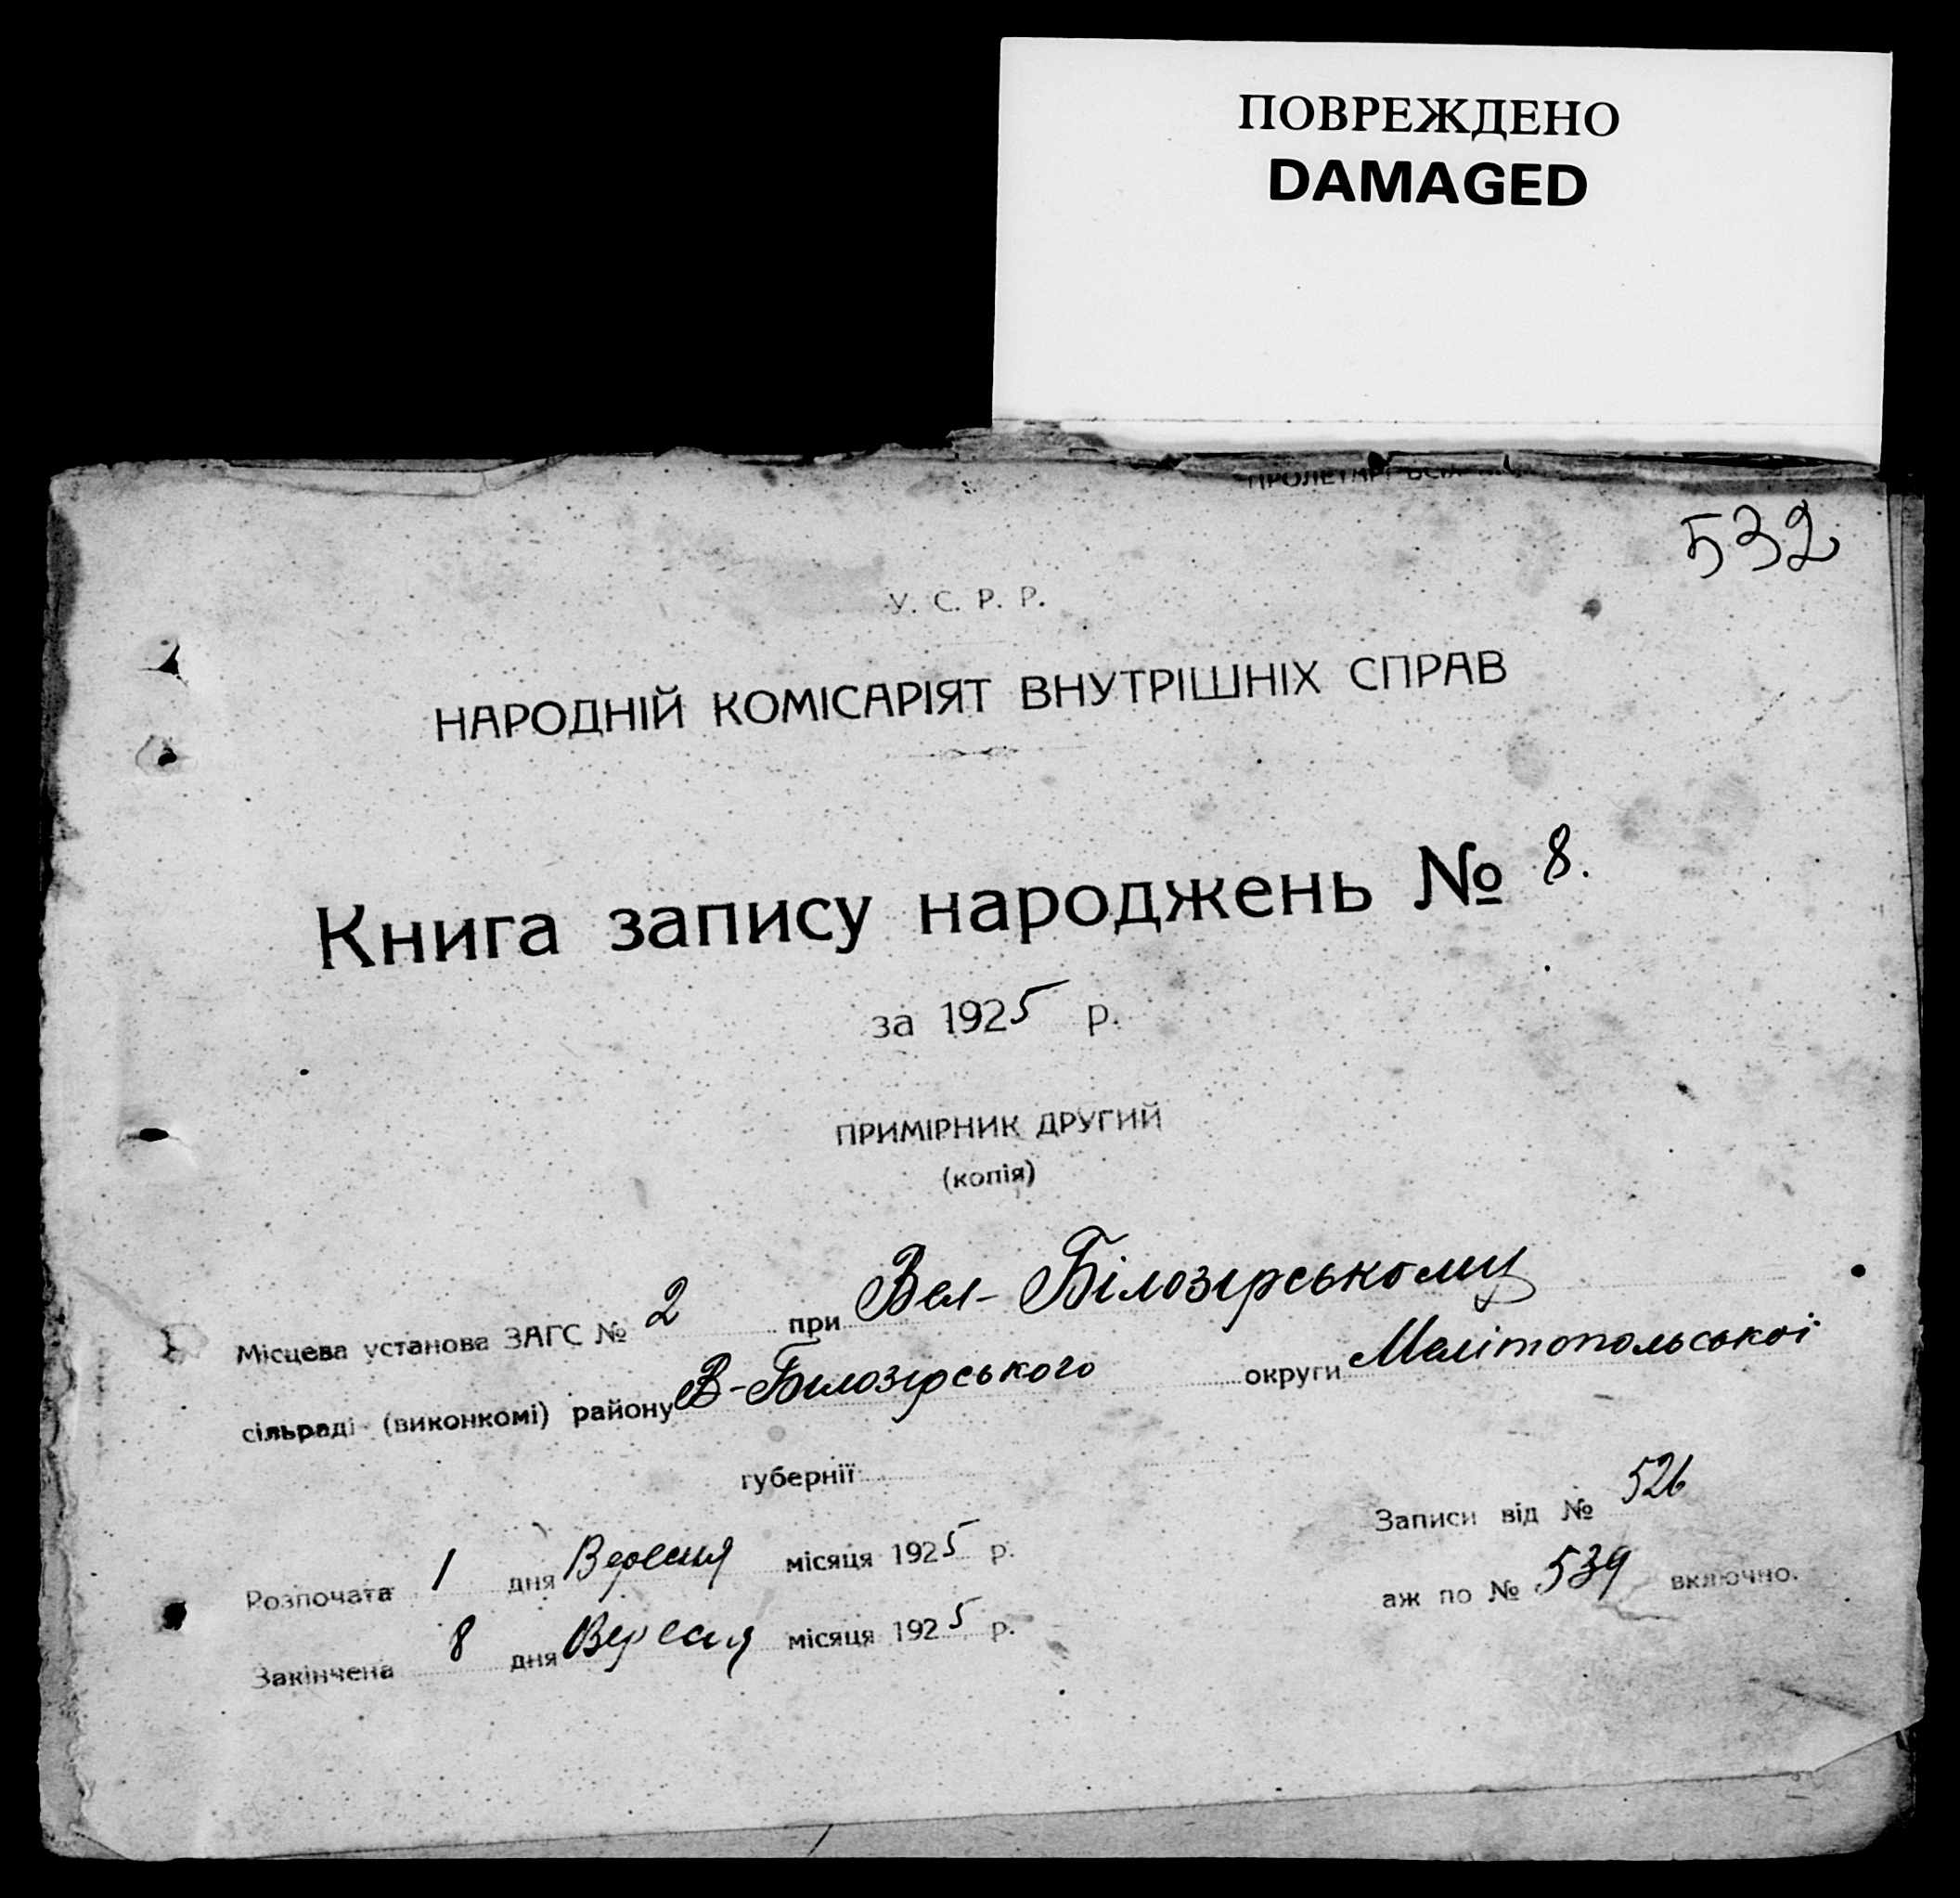 ПОВРЕЖДЕНО
DAMAGED
ПРОЛЕТАРІ ВСІХ
532
У. С. Р. Р.
НАРОДНІЙ КОМІСАРІЯТ ВНУТРІШНІХ СПРАВ
Книга запису народжень № 8.
за 1925 р.
ПРИМІРНИК ДРУГИЙ
(копія)
Місцева установа ЗАГС № 2 при Вел-Білозірському
сільраді (виконкомі) району В-Білозірського округи Мелітопольської
губернії
Записи від № 526
Розпочата 1 дня Вересня місяця 1925 р.
аж по № 539 включно.
Закінчена 8 дня Вересня місяця 1925 р.